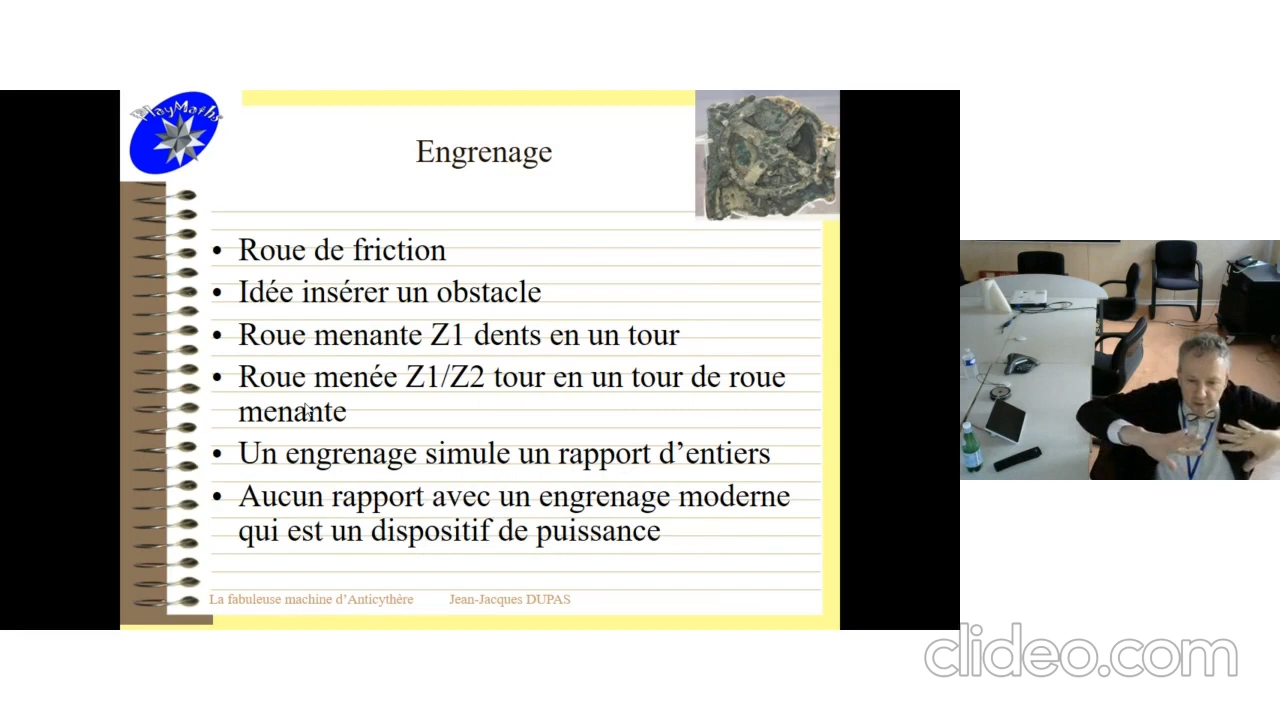 PlayMaths
Engrenage
• Roue de friction
• Idée insérer un obstacle
• Roue menante Z1 dents en un tour
• Roue menée Z1/Z2 tour en un tour de roue
menante
• Un engrenage simule un rapport d’entiers
• Aucun rapport avec un engrenage moderne
qui est un dispositif de puissance
La fabuleuse machine d’Anticythère Jean-Jacques DUPAS
clideo.com